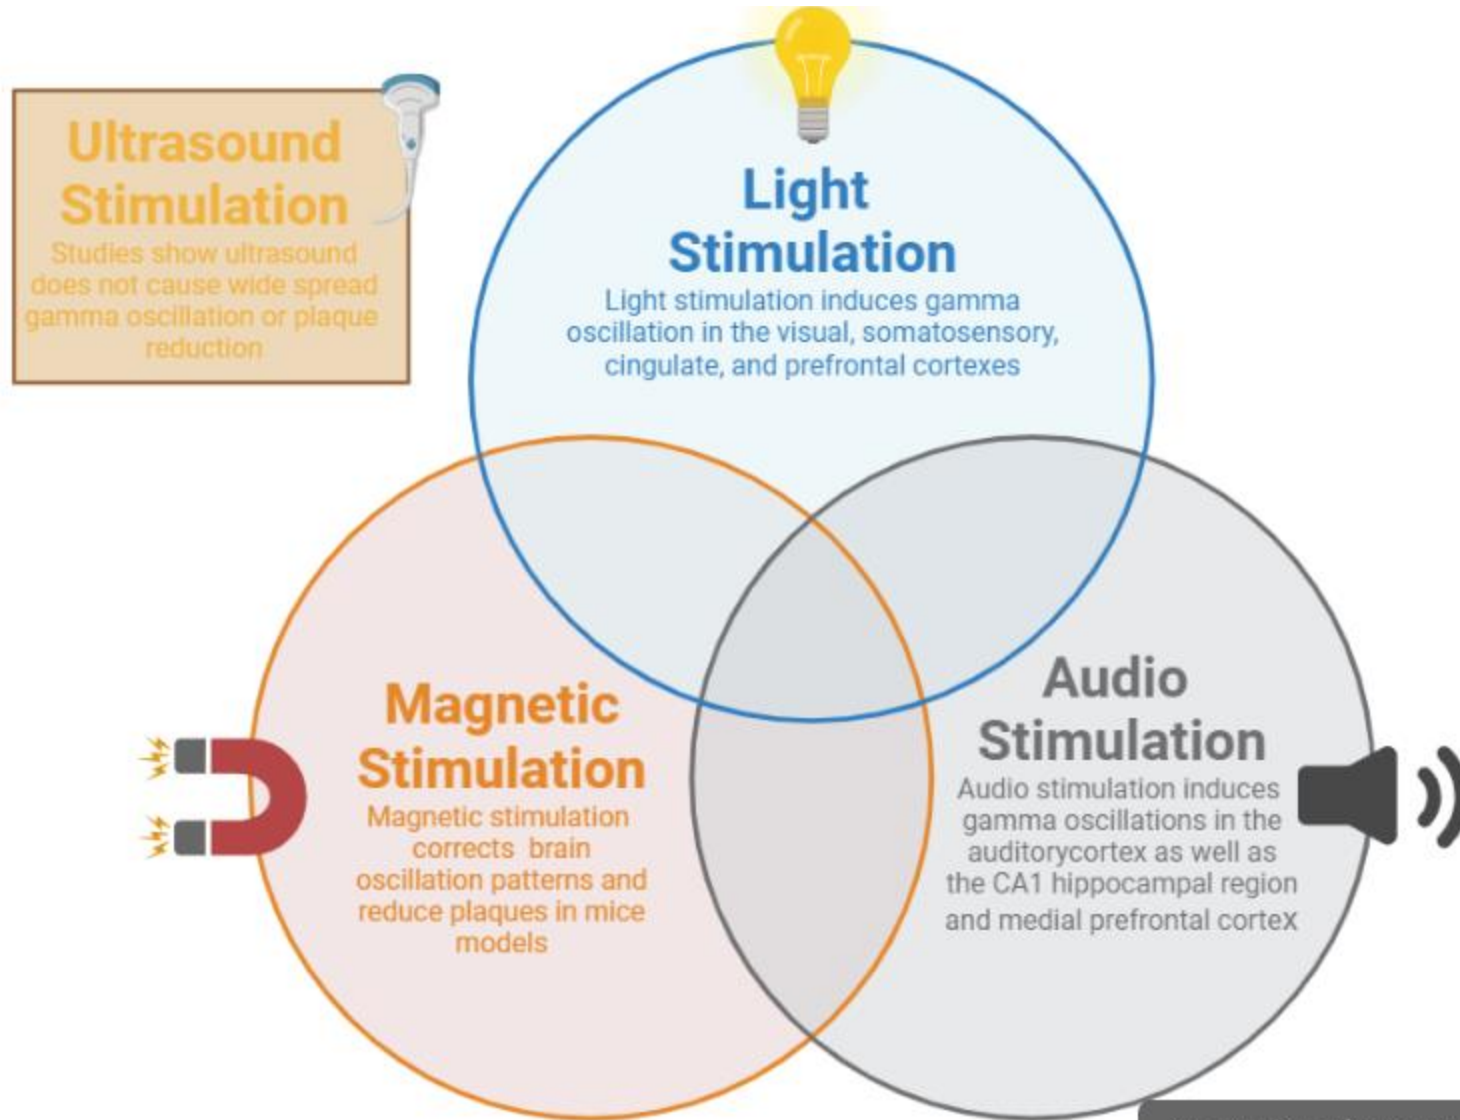 Ultrasound
Stimulation
Studies show ultrasound
does not cause wide spread
gamma oscillation or plaque
reduction
Light
Stimulation
Light stimulation induces gamma
oscillation in the visual, somatosensory,
cingulate, and prefrontal cortexes
Magnetic
Stimulation
Magnetic stimulation
corrects  brain
oscillation patterns and
reduce plaques in mice
models
Audio
Stimulation
Audio stimulation induces
gamma oscillations in the
auditorycortex as well as
the CA1 hippocampal region
and medial prefrontal cortex